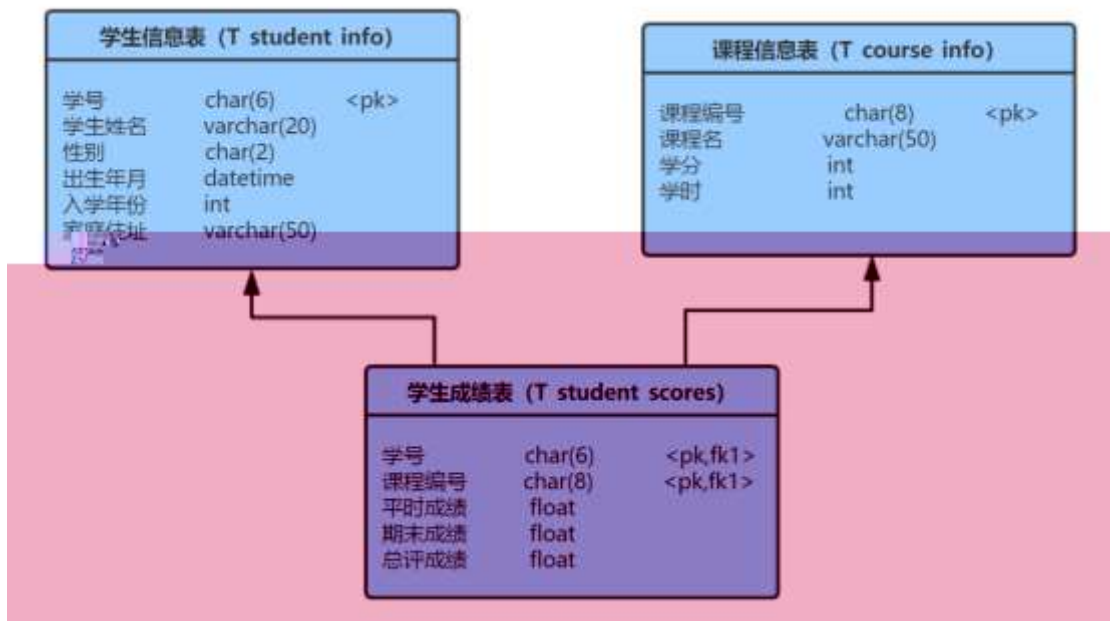 学生信息表 (T student info)
学号 char(6) <pk>
学生姓名 varchar(20)
性别 char(2)
出生年月 datetime
入学年份 int
家庭住址 varchar(50)
课程信息表 (T course info)
课程编号 char(8) <pk>
课程名 varchar(50)
学分 int
学时 int
学生成绩表 (T student scores)
学号 char(6) <pk,fk1>
课程编号 char(8) <pk,fk1>
平时成绩 float
期末成绩 float
总评成绩 float